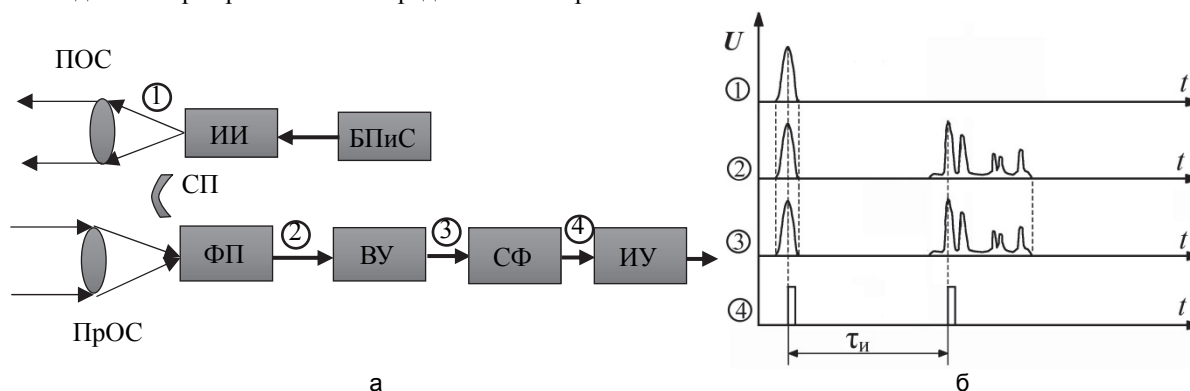 ПОС
①
ИИ
БПиС
СП
ФП
②
ВУ
③
СФ
④
ИУ
ПрОС
а
U
①
t
②
t
③
t
④
t
τи
б